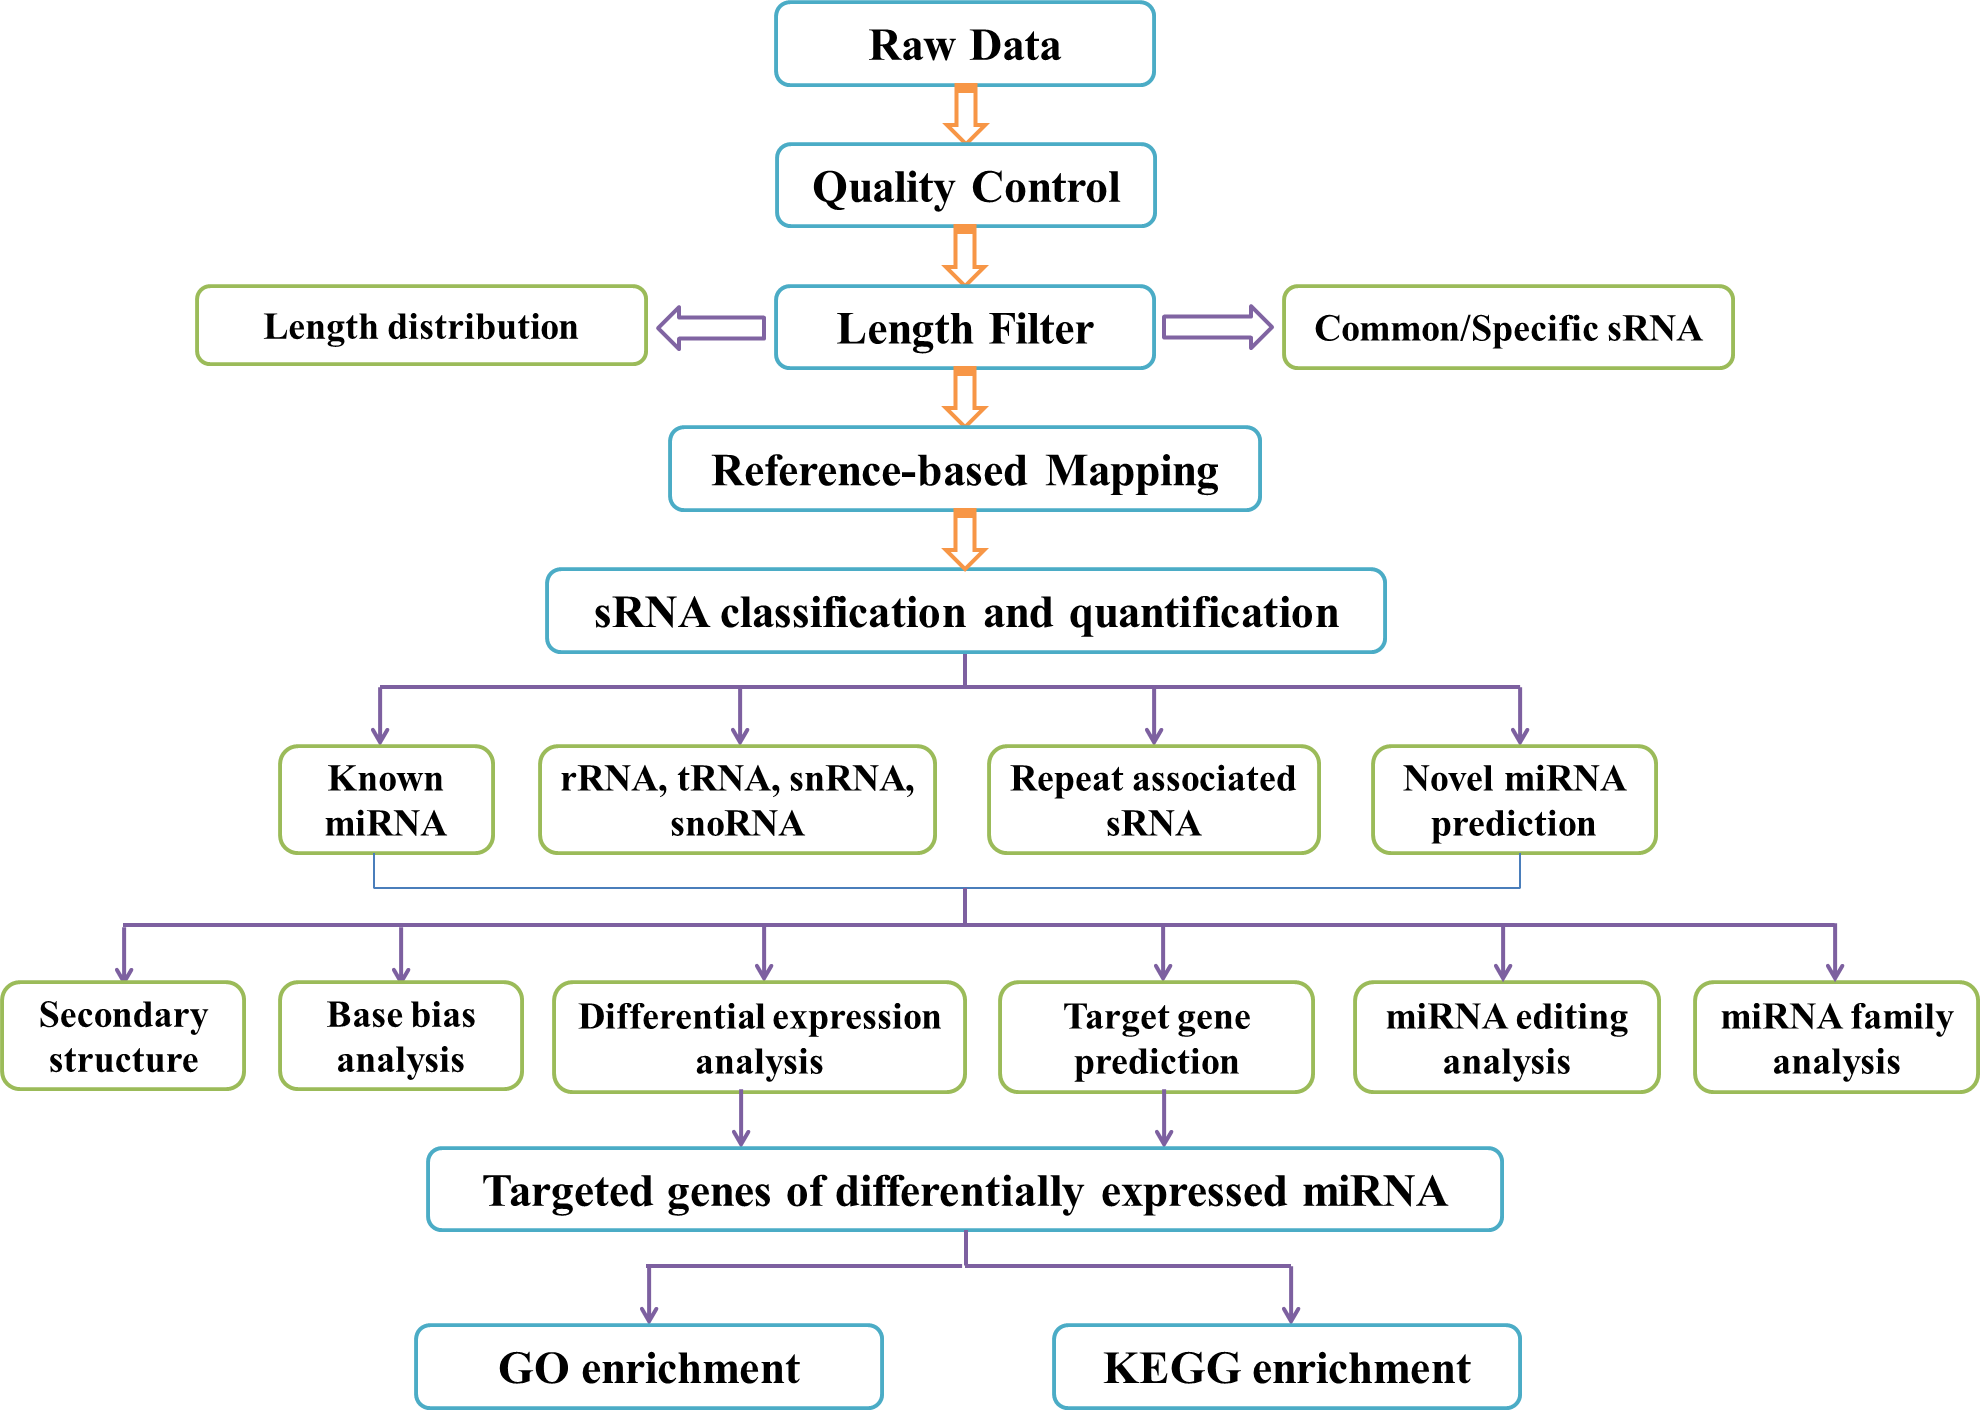 Raw Data
Quality Control
Length distribution
Length Filter
Common/Specific sRNA
Reference-based Mapping
sRNA classification and quantification
Known
miRNA
rRNA, tRNA, snRNA,
snoRNA
Repeat associated
sRNA
Novel miRNA
prediction
Secondary
structure
Base bias
analysis
Differential expression
analysis
Target gene
prediction
miRNA editing
analysis
miRNA family
analysis
Targeted genes of differentially expressed miRNA
GO enrichment
KEGG enrichment